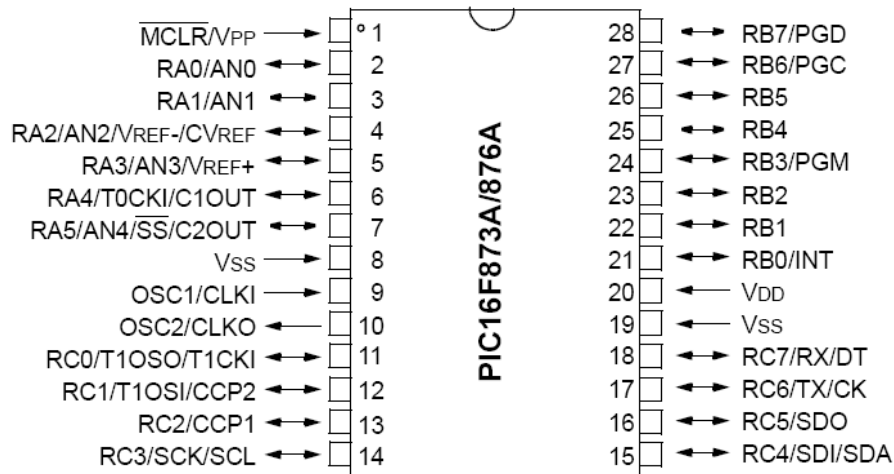 MCLR/VPP 1 28 RB7/PGD
RA0/AN0 2 27 RB6/PGC
RA1/AN1 3 26 RB5
RA2/AN2/VREF-/CVREF 4 25 RB4
RA3/AN3/VREF+ 5 24 RB3/PGM
RA4/T0CKI/C1OUT 6 23 RB2
RA5/AN4/SS/C2OUT 7 22 RB1
VSS 8 21 RB0/INT
OSC1/CLKI 9 20 VDD
OSC2/CLKO 10 19 VSS
RC0/T1OSO/T1CKI 11 18 RC7/RX/DT
RC1/T1OSI/CCP2 12 17 RC6/TX/CK
RC2/CCP1 13 16 RC5/SDO
RC3/SCK/SCL 14 15 RC4/SDI/SDA
PIC16F873A/876A